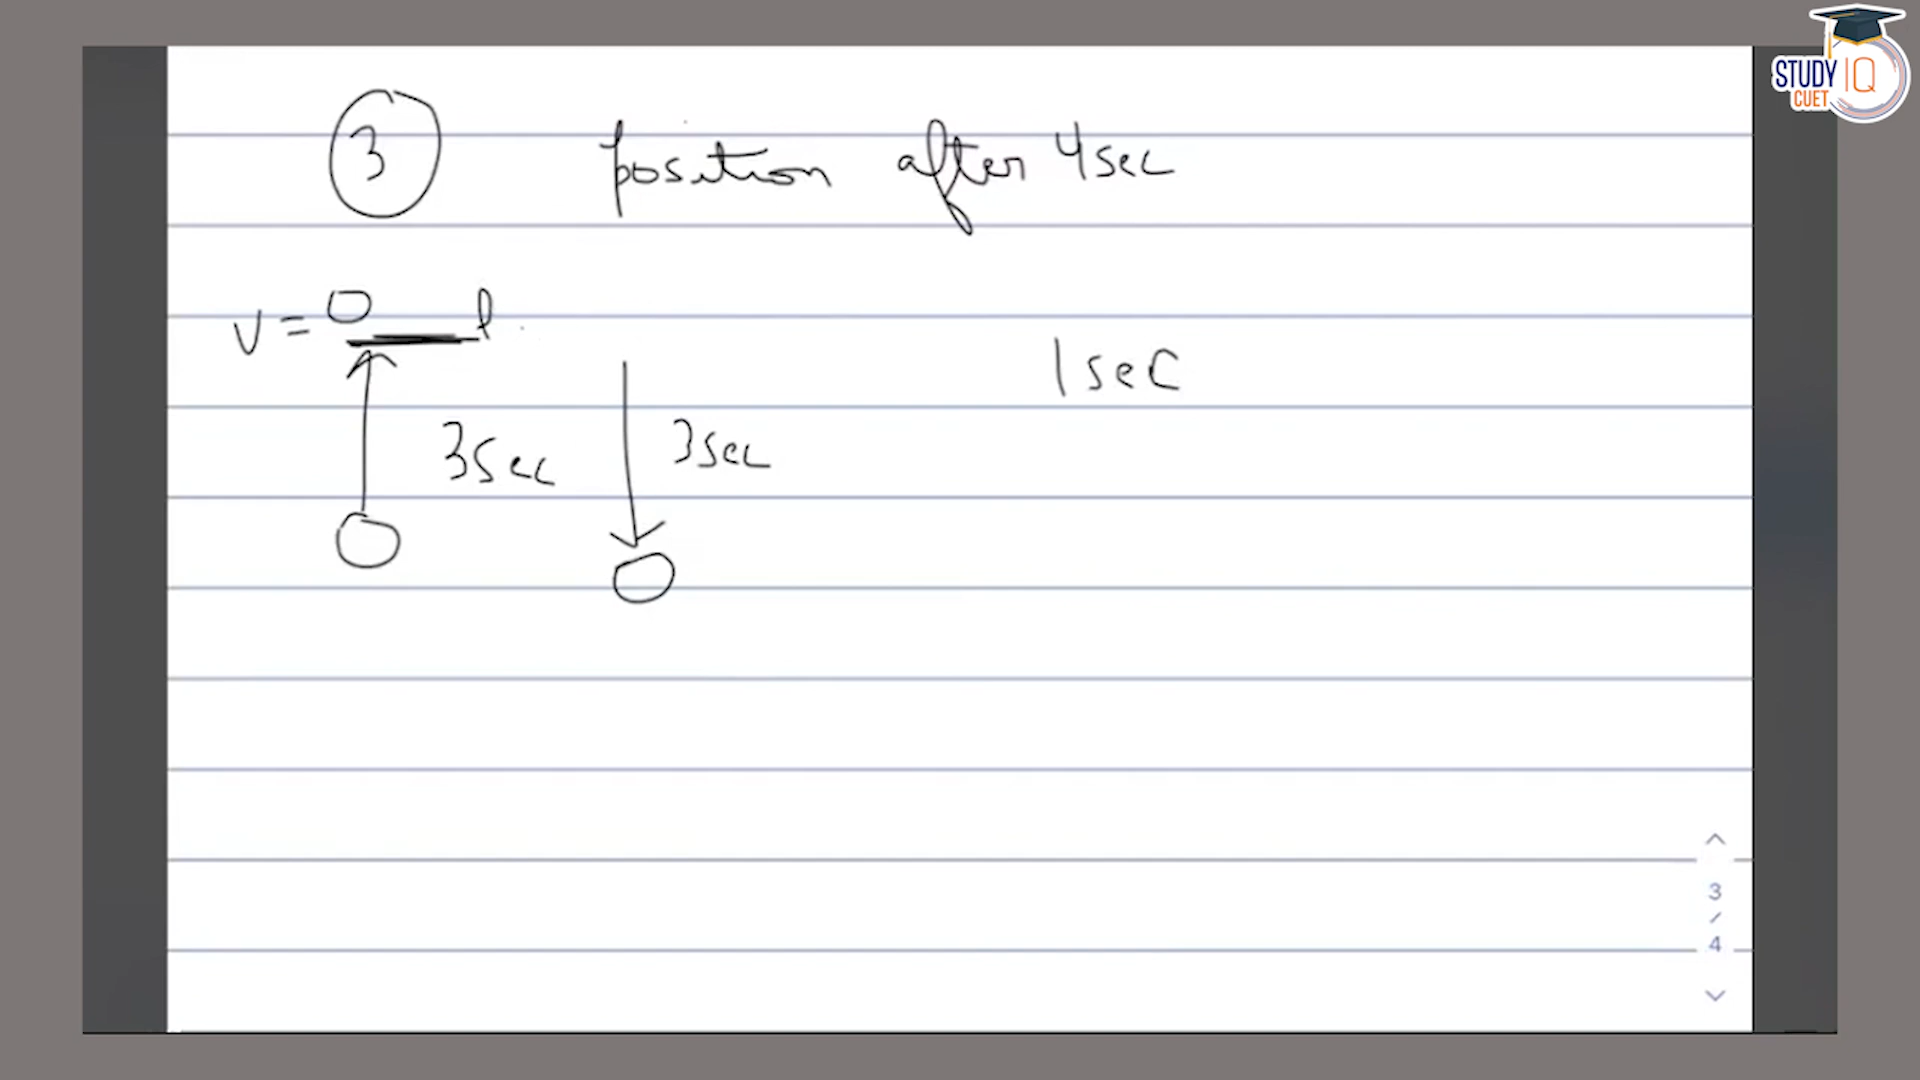 3 position after 4sec
v = 0
1sec
3sec 3sec
STUDY IQ
CUET
3
/
4